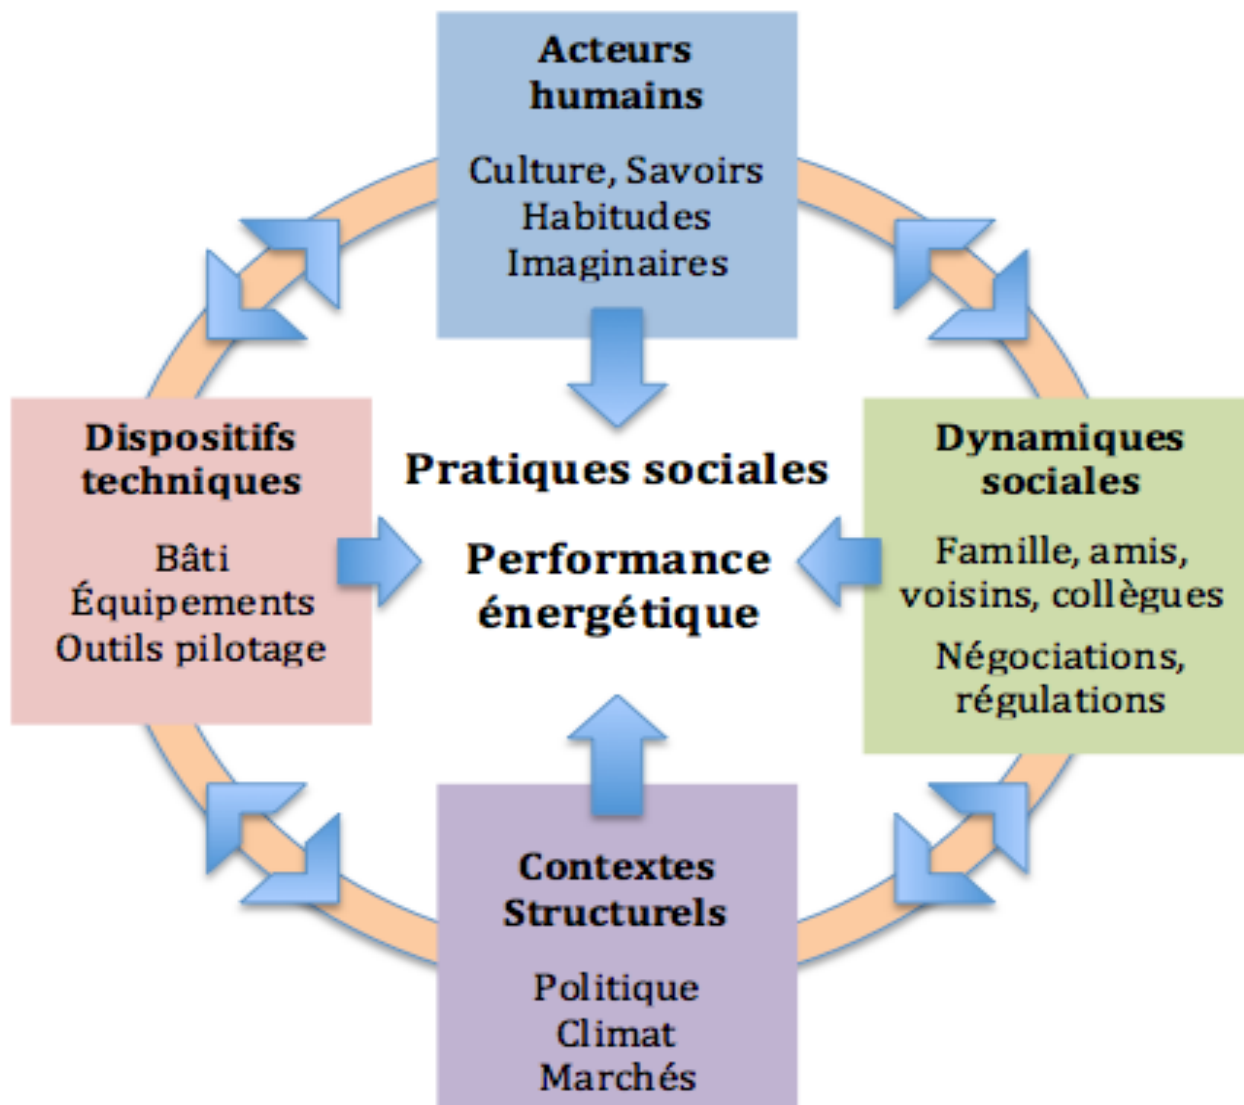 Acteurs
humains
Culture, Savoirs
Habitudes
Imaginaires
Dispositifs
techniques
Bâti
Équipements
Outils pilotage
Pratiques sociales
Performance
énergétique
Dynamiques
sociales
Famille, amis,
voisins, collègues
Négociations,
régulations
Contextes
Structurels
Politique
Climat
Marchés